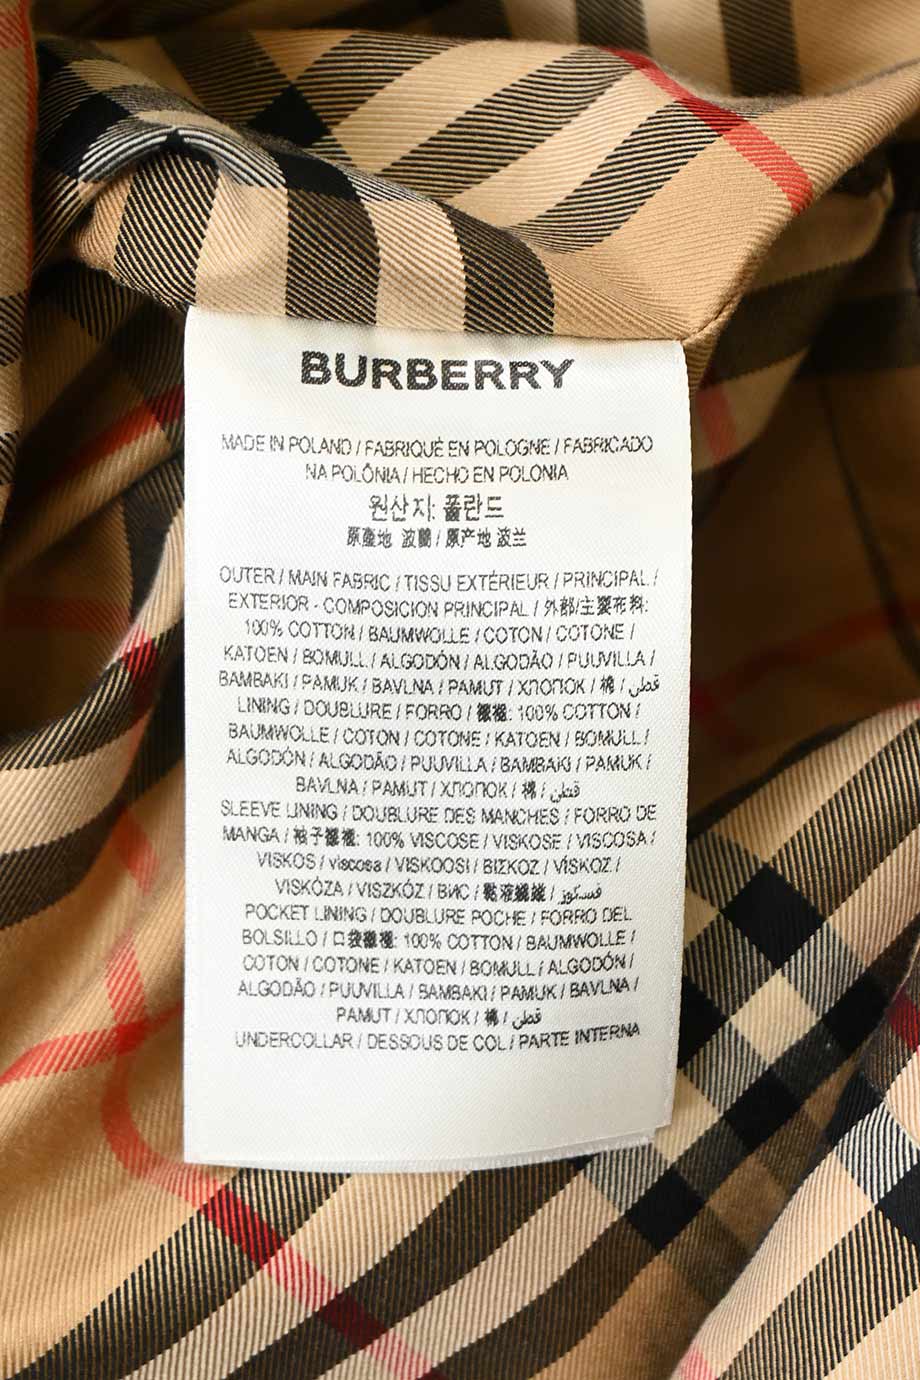 BURBERRY
MADE IN POLAND / FABRIQUÉ EN POLOGNE / FABRICADO
NA POLÔNIA / HECHO EN POLONIA
원산지: 폴란드
原產地 波蘭 / 原产地 波兰
OUTER / MAIN FABRIC / TISSU EXTÉRIEUR / PRINCIPAL /
EXTERIOR - COMPOSICION PRINCIPAL / 外部/主要布料:
100% COTTON / BAUMWOLLE / COTON / COTONE /
KATOEN / BOMULL / ALGODÓN / ALGODÃO / PUUVILLA /
BAMBAKI / PAMUK / BAVLNA / PAMUT / ХЛОПОК / 棉 / قطن
LINING / DOUBLURE / FORRO / 襯裡: 100% COTTON /
BAUMWOLLE / COTON / COTONE / KATOEN / BOMULL /
ALGODÓN / ALGODÃO / PUUVILLA / BAMBAKI / PAMUK /
BAVLNA / PAMUT / ХЛОПОК / 棉 / قطن
SLEEVE LINING / DOUBLURE DES MANCHES / FORRO DE
MANGA / 袖子襯裡: 100% VISCOSE / VISKOSE / VISCOSA /
VISKOS / viscosa / VISKOOSI / ΒΙΣΚΟΖ / VÍSKOZ /
VISKÓZA / VISZKÓZ / ВИС / 黏液纖維 / فسكوز
POCKET LINING / DOUBLURE POCHE / FORRO DEL
BOLSILLO / 口袋襯裡: 100% COTTON / BAUMWOLLE /
COTON / COTONE / KATOEN / BOMULL / ALGODÓN /
ALGODÃO / PUUVILLA / BAMBAKI / PAMUK / BAVLNA /
PAMUT / ХЛОПОК / 棉 / قطن
UNDERCOLLAR / DESSOUS DE COL / PARTE INTERNA